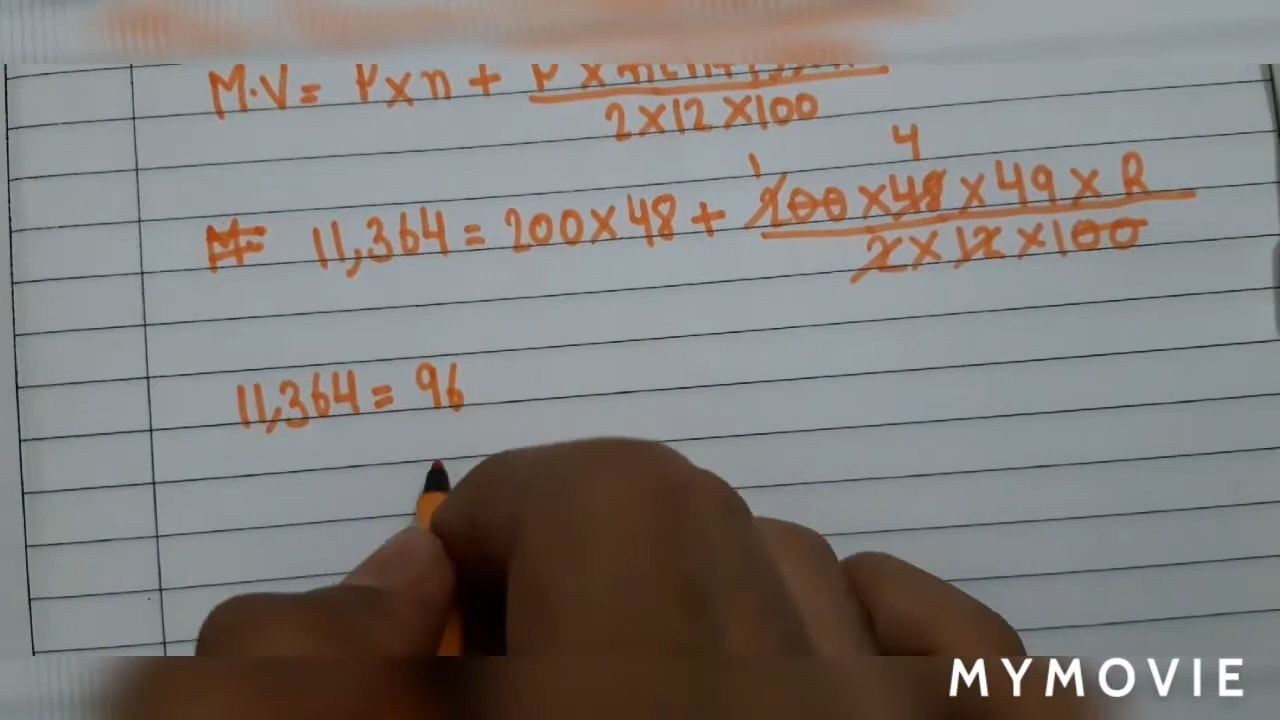 M.V = P x n +
2 X 12 X 100
1 4
11,364 = 200 X 48 + 200 X 48 X 49 X R
2 X 12 X 100
11,364 = 96
MYMOVIE